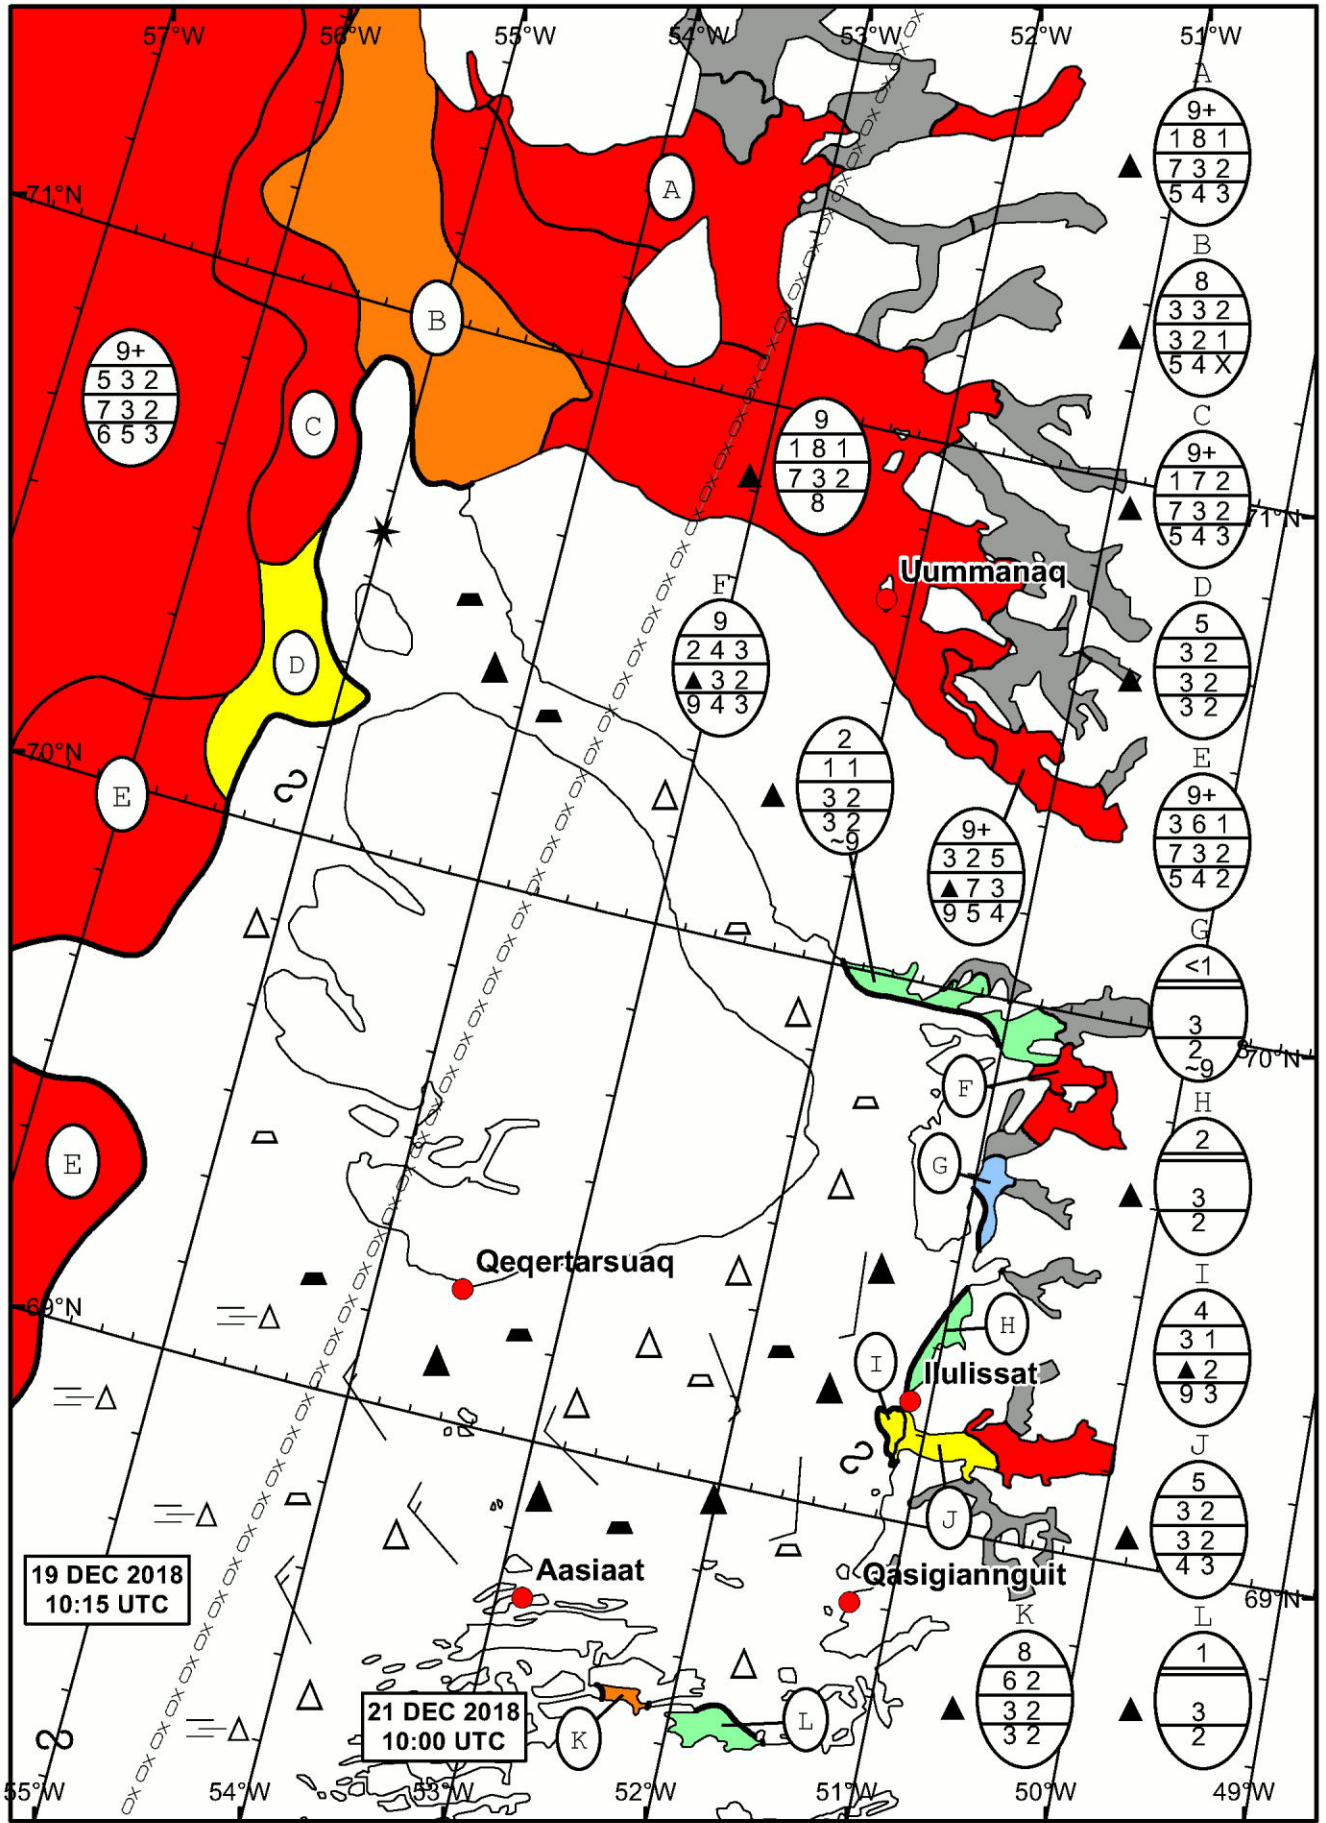 57°W 56°W 55°W 54°W 53°W 52°W 51°W
A
9+
1 8 1
7 3 2
5 4 3
A
71°N
B
8
3 3 2
3 2 1
5 4 X
B
9+
5 3 2
7 3 2
6 5 3
C
C
9+
1 7 2
7 3 2
5 4 3
9
1 8 1
7 3 2
8
71°N
Uummanaq
F
9
2 4 3
▲ 3 2
9 4 3
D
D
5
3 2
3 2
3 2
70°N
E
2
1 1
3 2
3 2
~9
9+
3 2 5
▲ 7 3
9 5 4
E
9+
3 6 1
7 3 2
5 4 2
G
<1
3
2 8
~9
70°N
F
E
G
H
2
3
2
Qeqertarsuaq
69°N
H
I
Ilulissat
I
4
3 1
▲ 2
9 3
J
J
5
3 2
3 2
4 3
19 DEC 2018
10:15 UTC
Aasiaat
Qasigiannguit
69°N
K
8
6 2
3 2
3 2
L
1
3
2
21 DEC 2018
10:00 UTC
K
L
55°W 54°W 53°W 52°W 51°W 50°W 49°W